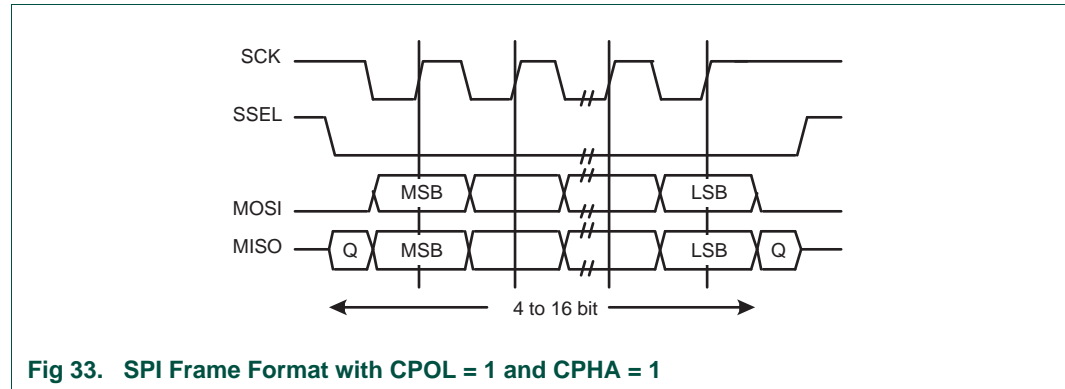 SCK
SSEL
MOSI MSB LSB
MISO Q MSB LSB Q
4 to 16 bit
Fig 33. SPI Frame Format with CPOL = 1 and CPHA = 1